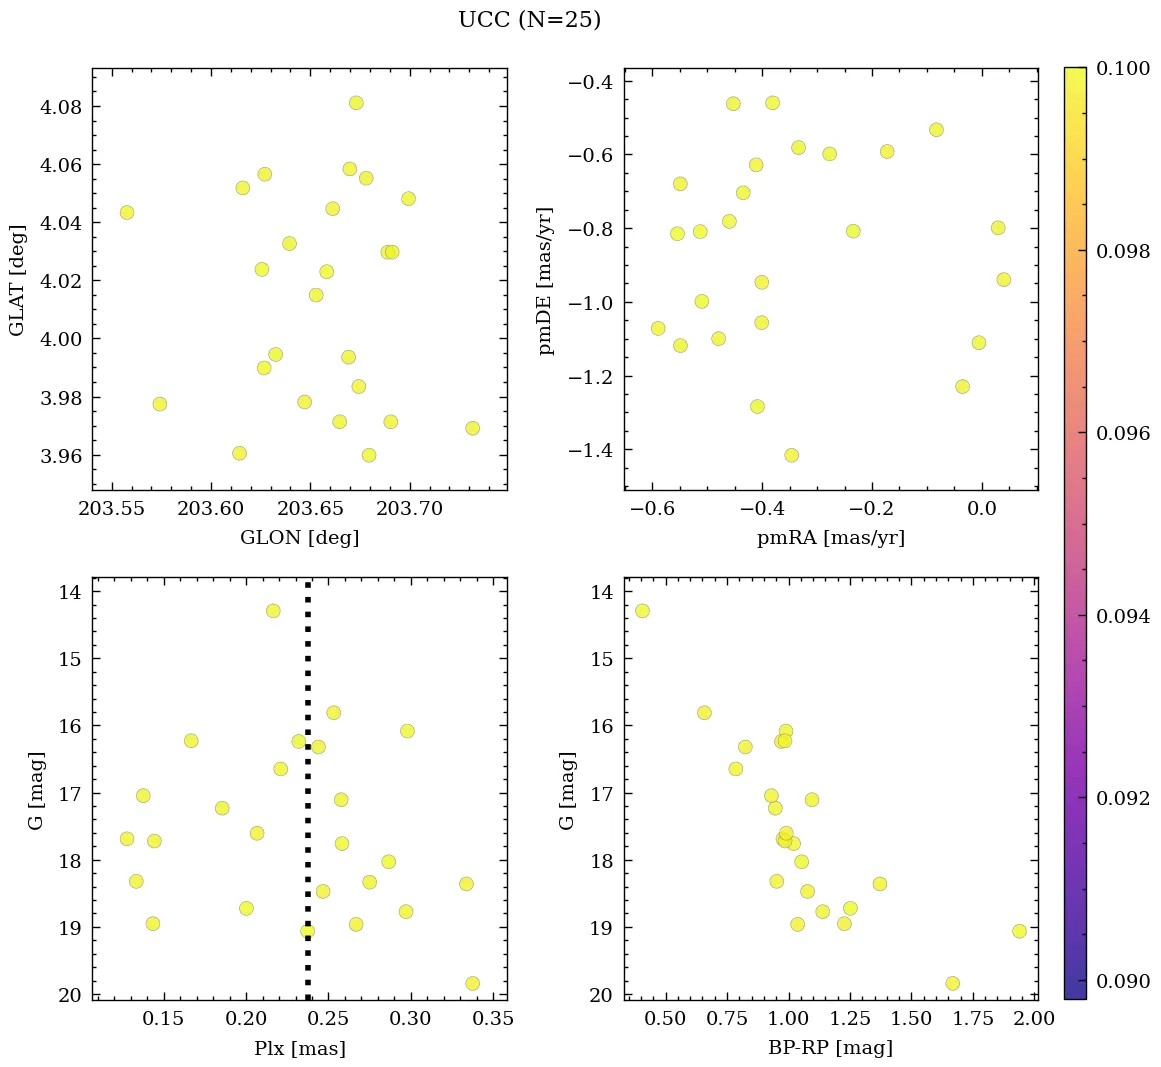 UCC (N=25)
4.08
4.06
4.04
4.02
4.00
3.98
3.96
GLAT [deg]
203.55 203.60 203.65 203.70
GLON [deg]
−0.4
−0.6
−0.8
−1.0
−1.2
−1.4
pmDE [mas/yr]
−0.6 −0.4 −0.2 0.0
pmRA [mas/yr]
14
15
16
17
18
19
20
G [mag]
0.15 0.20 0.25 0.30 0.35
Plx [mas]
14
15
16
17
18
19
20
G [mag]
0.50 0.75 1.00 1.25 1.50 1.75 2.00
BP-RP [mag]
0.100
0.098
0.096
0.094
0.092
0.090